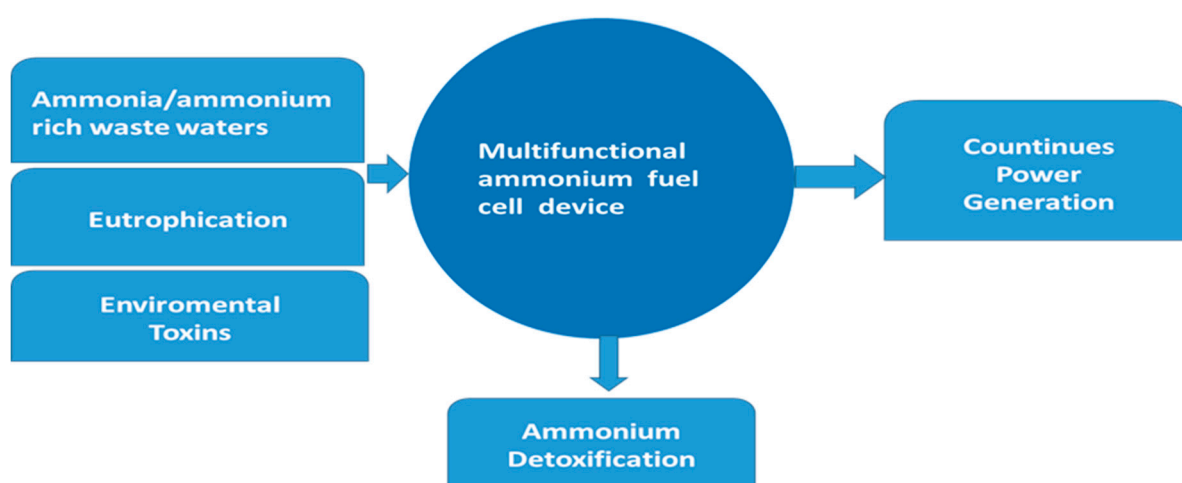 Ammonia/ammonium
rich waste waters
Eutrophication
Enviromental
Toxins
Multifunctional
ammonium fuel
cell device
Countinues
Power
Generation
Ammonium
Detoxification